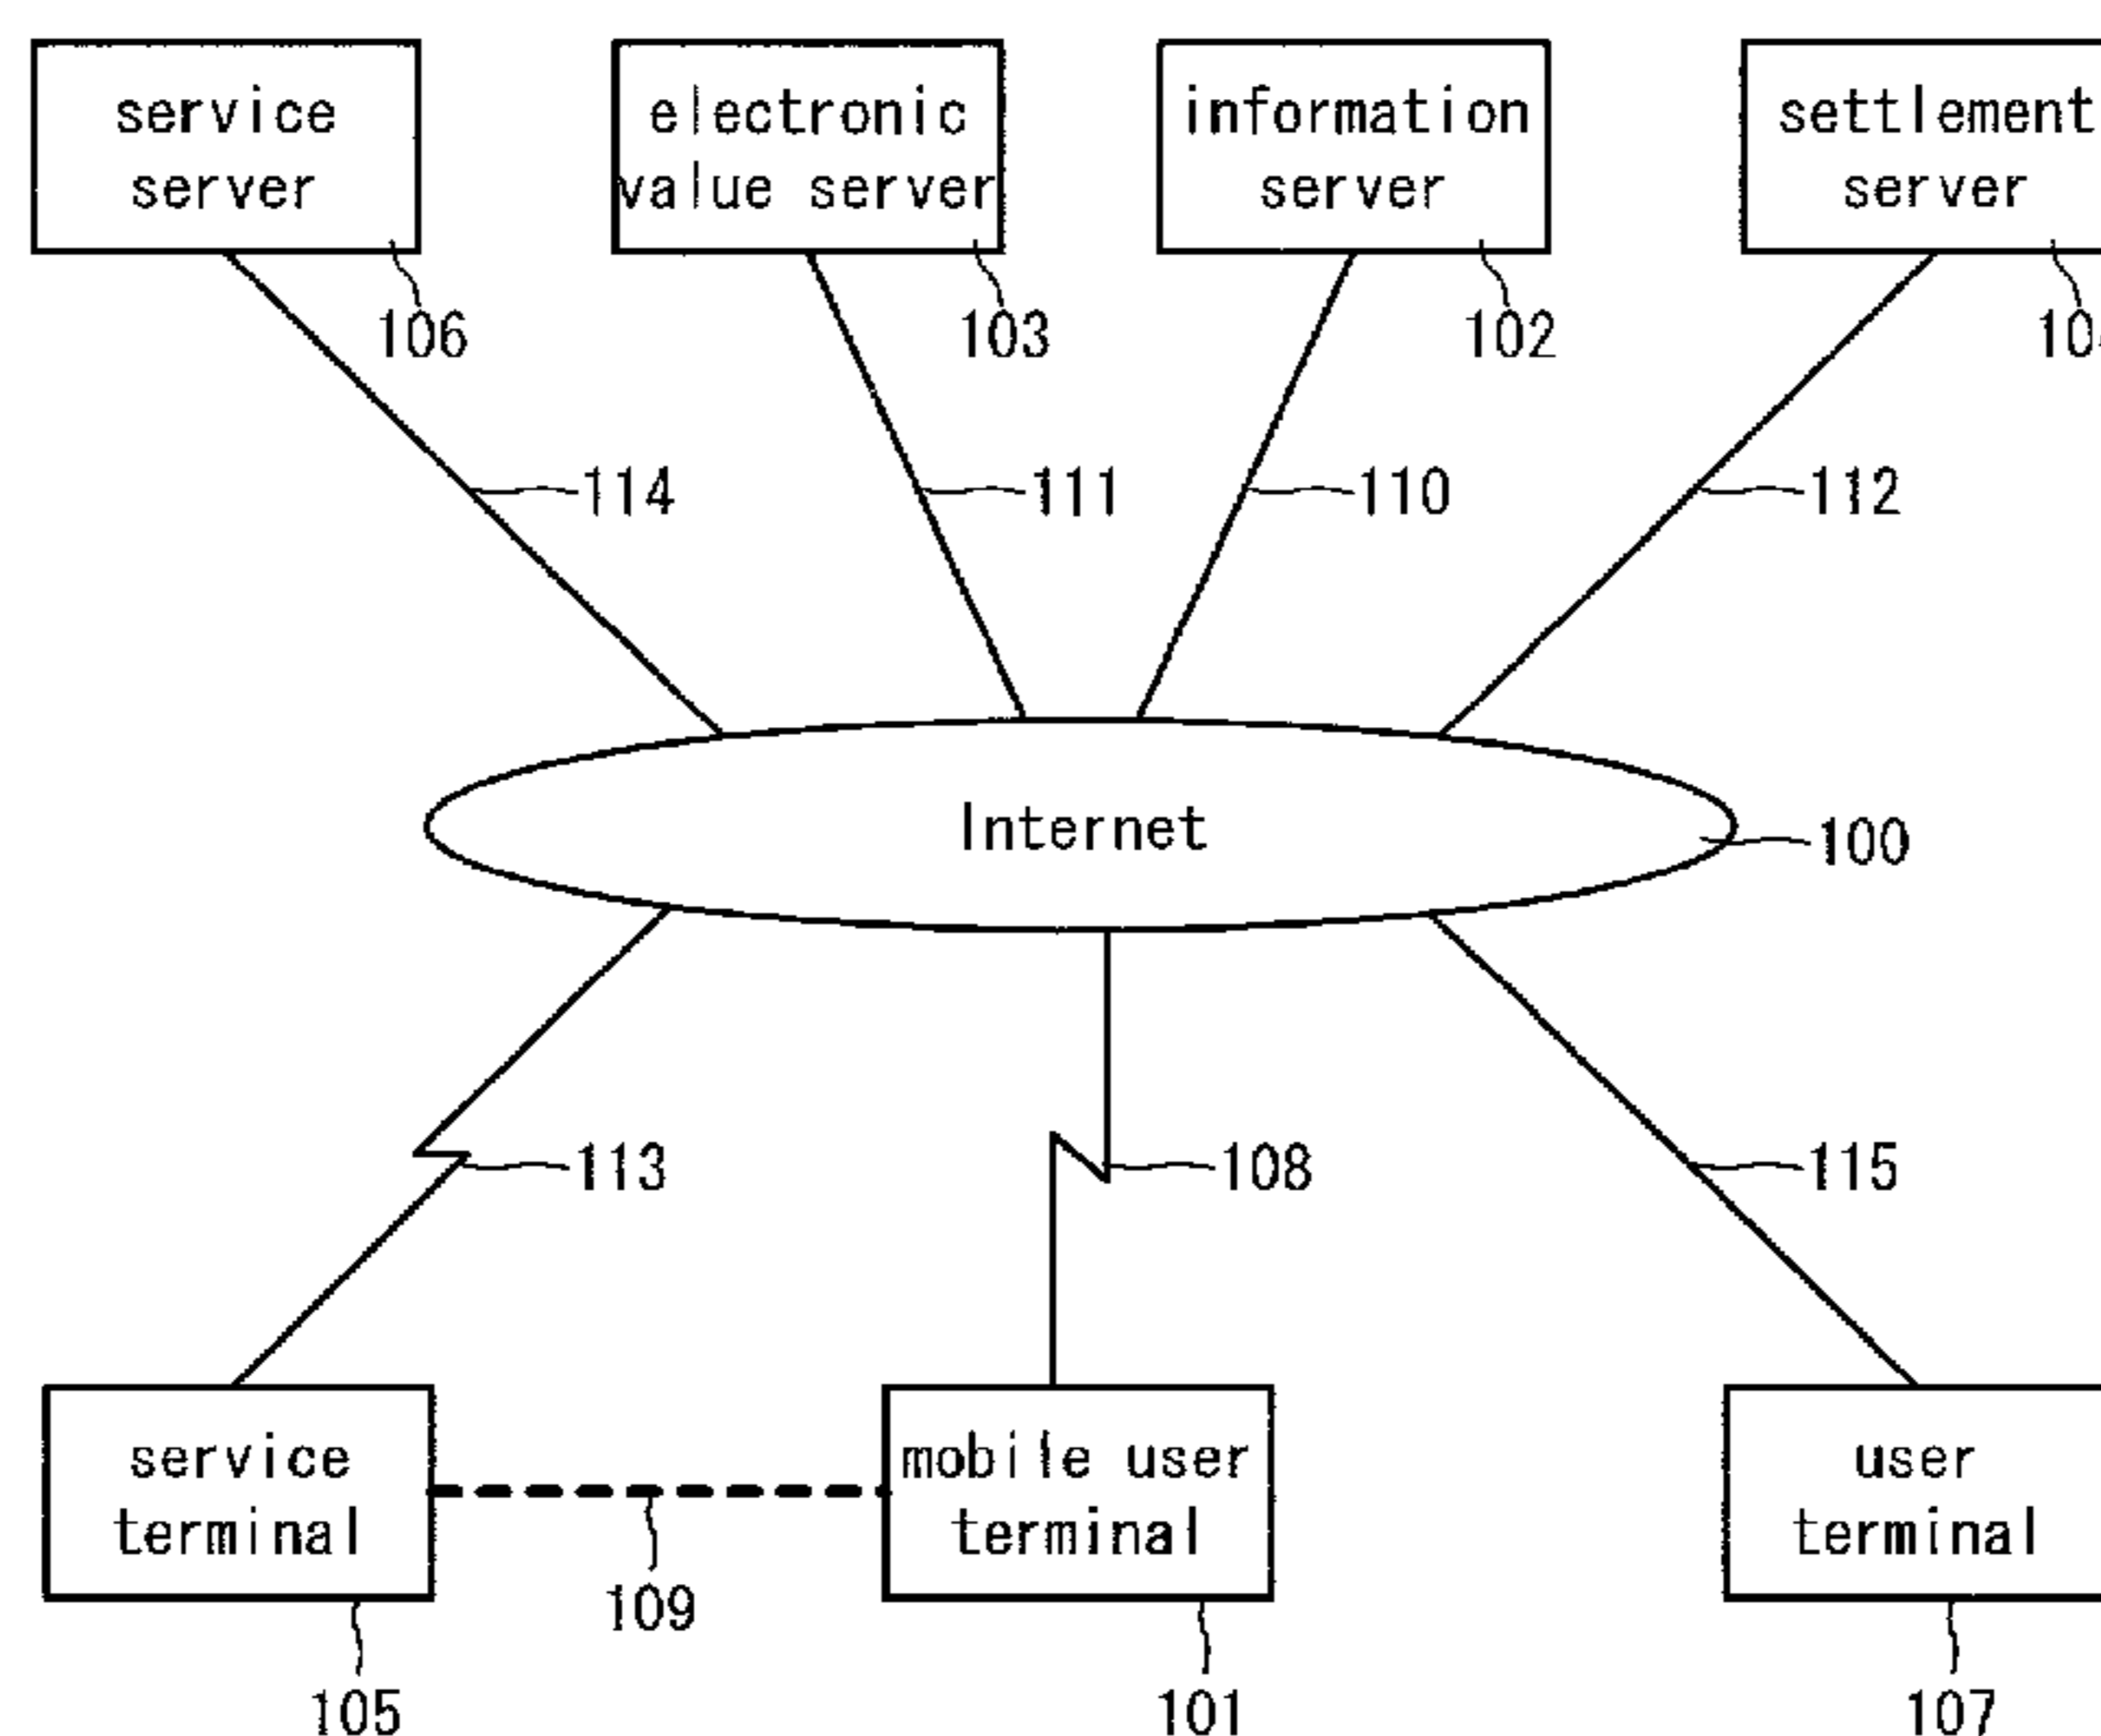 service
server
electronic
value server
information
server
settlement
server
106
103
102
114
111
110
112
Internet
100
113
108
115
service
terminal
mobile user
terminal
user
terminal
109
105
101
107